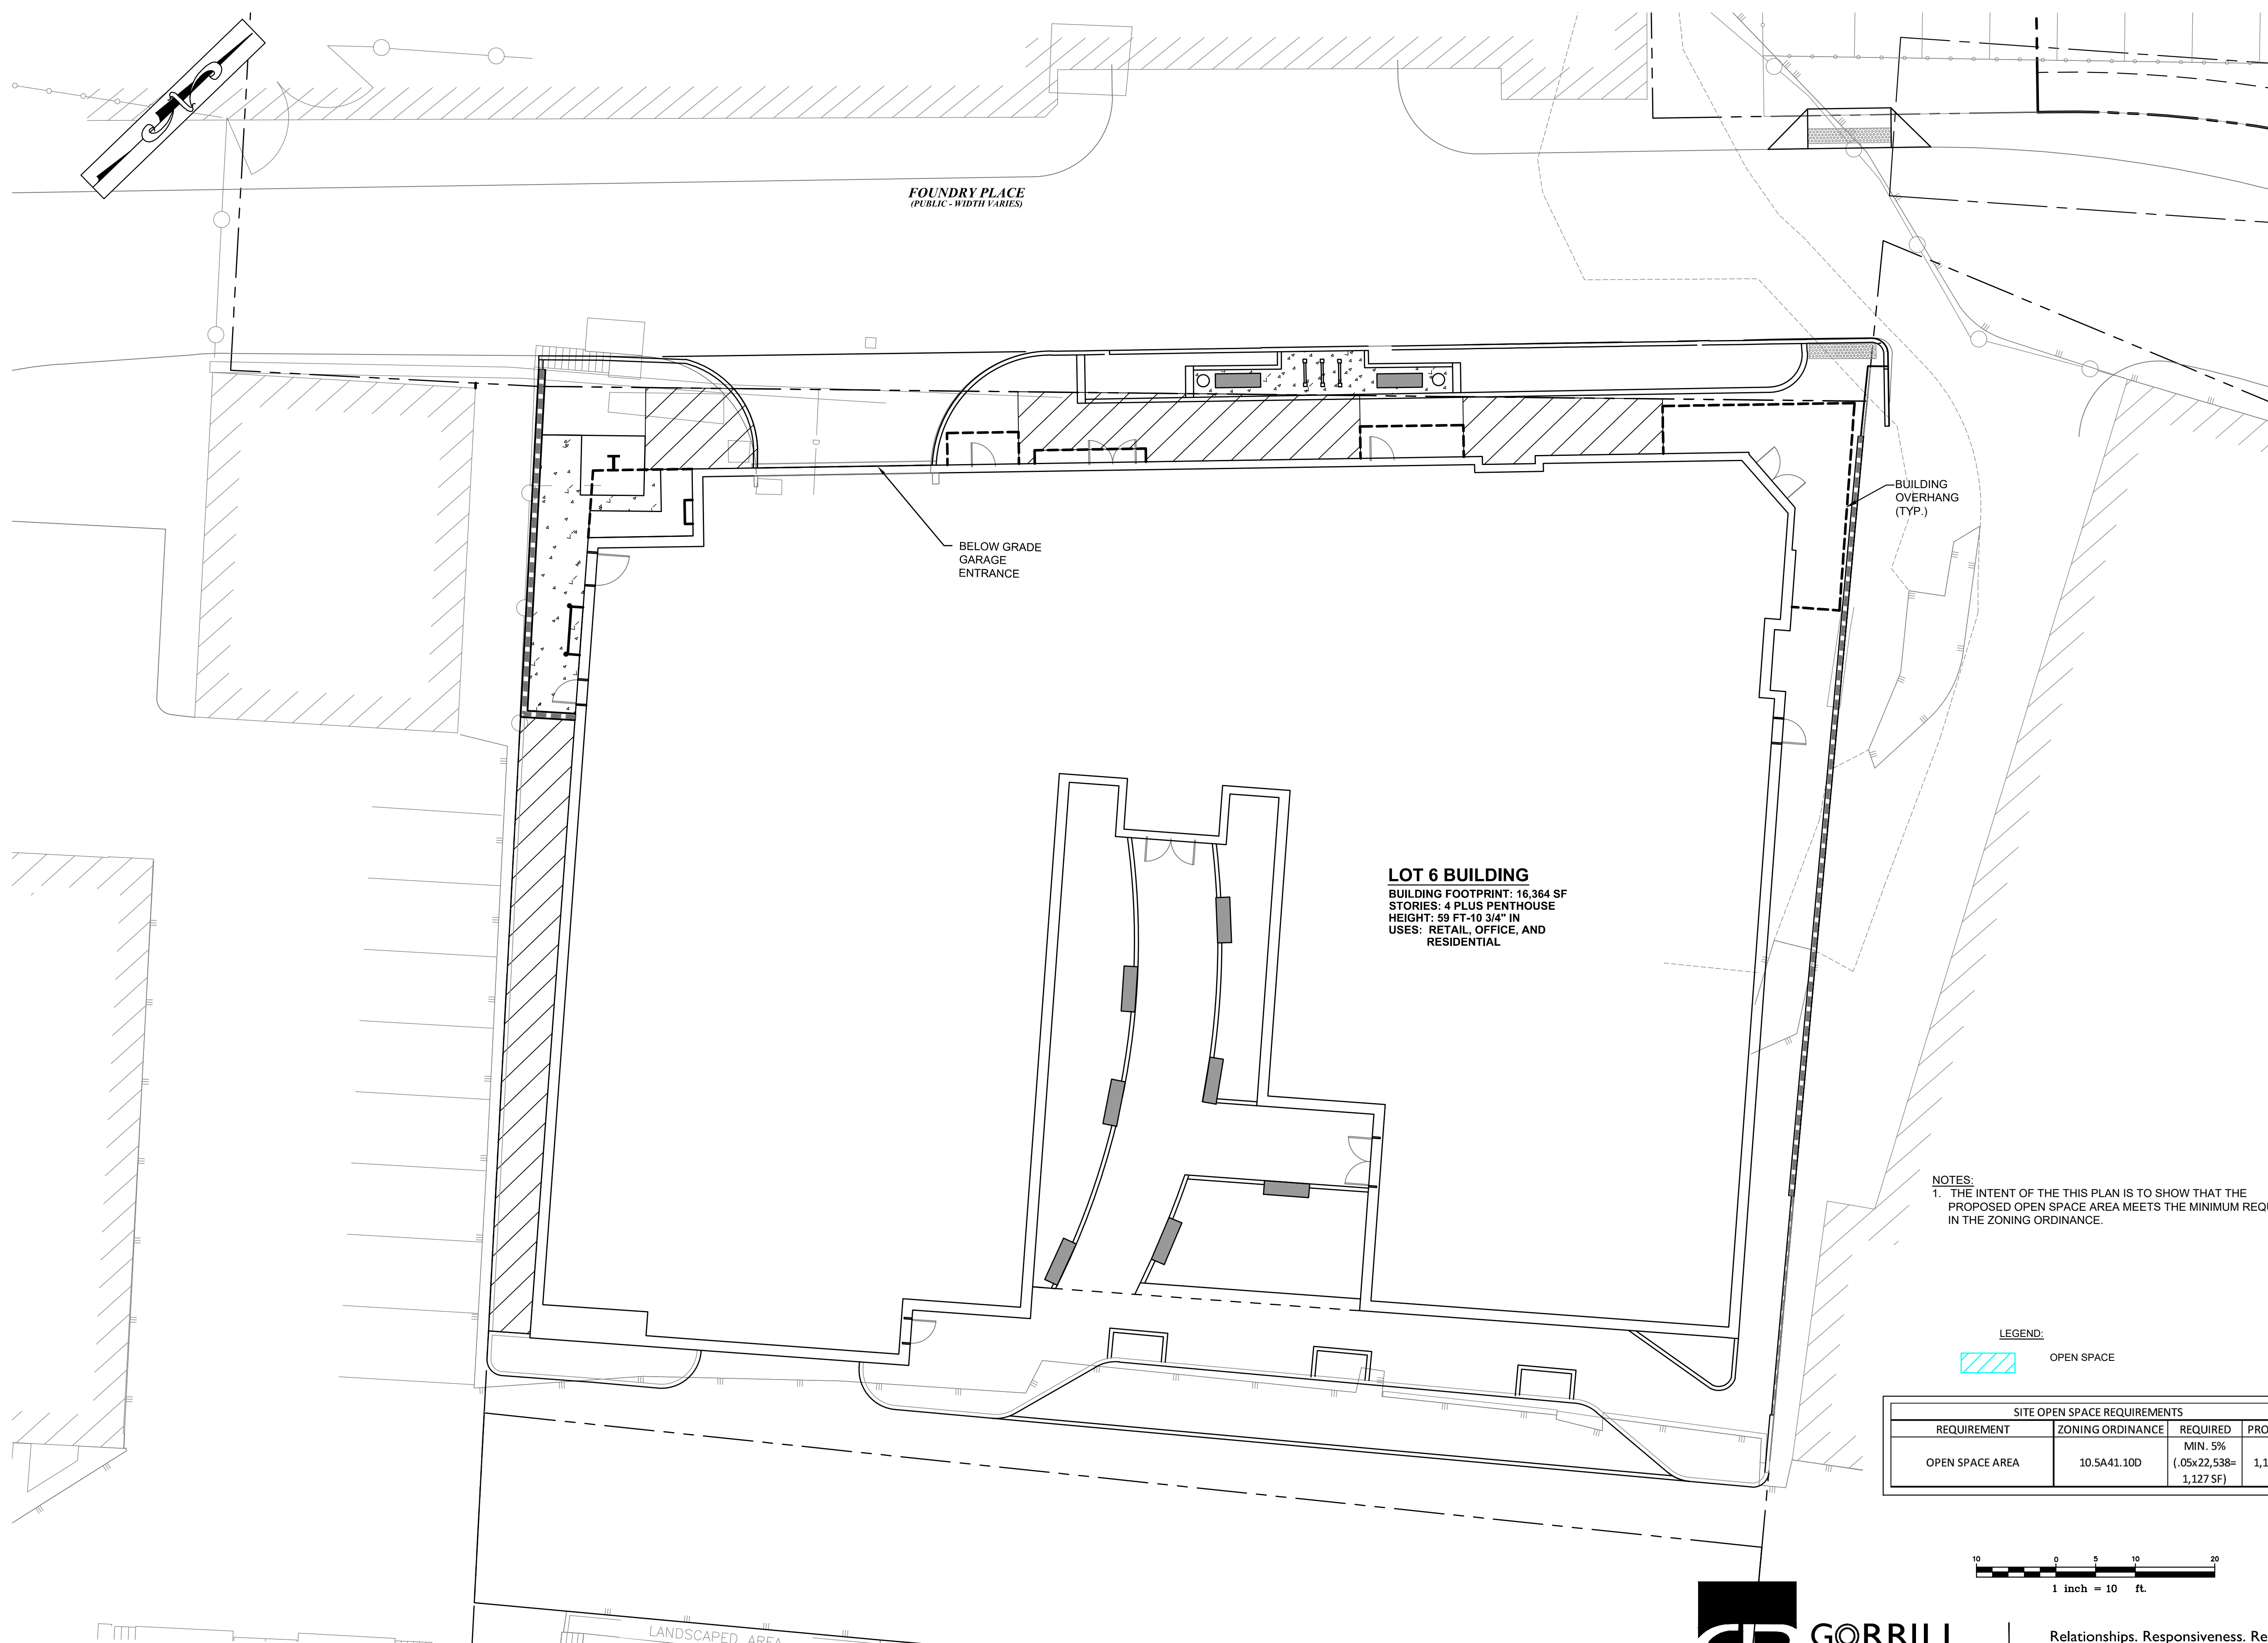 FOUNDRY PLACE
(PUBLIC - WIDTH VARIES)
BUILDING
OVERHANG
(TYP.)
BELOW GRADE
GARAGE
ENTRANCE
LOT 6 BUILDING
BUILDING FOOTPRINT: 16,364 SF
STORIES: 4 PLUS PENTHOUSE
HEIGHT: 59 FT-10 3/4" IN
USES: RETAIL, OFFICE, AND
RESIDENTIAL
NOTES:
1. THE INTENT OF THE THIS PLAN IS TO SHOW THAT THE
PROPOSED OPEN SPACE AREA MEETS THE MINIMUM
IN THE ZONING ORDINANCE.
LEGEND:
OPEN SPACE
SITE OPEN SPACE REQUIREMENTS
REQUIREMENT ZONING ORDINANCE REQUIRED
OPEN SPACE AREA 10.5A41.10D MIN. 5%
(.05x22,538=
1,127 SF)
10 0 5 10 20
1 inch = 10 ft.
LANDSCAPED AREA
GORRILL
Relationships. Responsiveness.